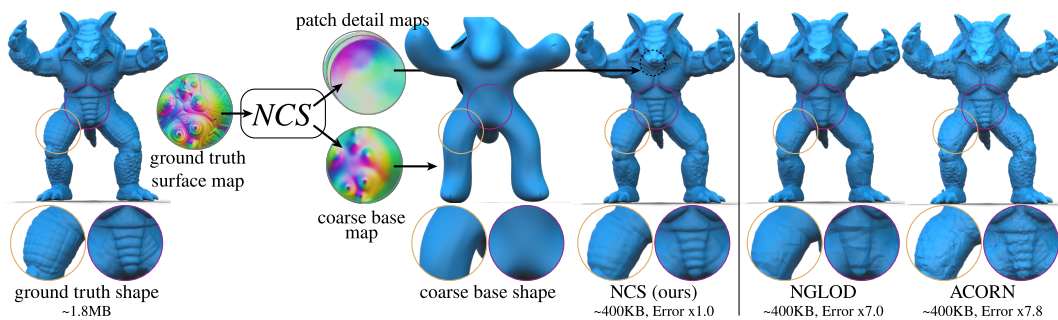 patch detail maps
NCS
ground truth
surface map
coarse base
map
ground truth shape
~1.8MB
coarse base shape
NCS (ours)
~400KB, Error x1.0
NGLOD
~400KB, Error x7.0
ACORN
~400KB, Error x7.8